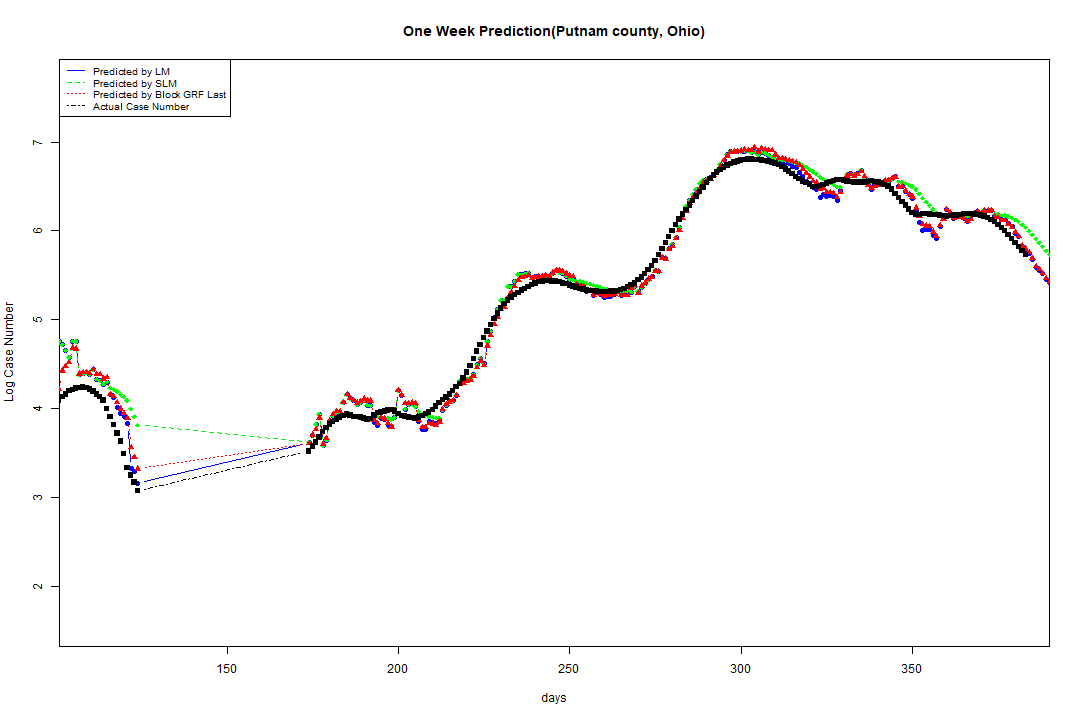 One Week Prediction(Putnam county, Ohio)
Predicted by LM
Predicted by SLM
Predicted by Block GRF Last
Actual Case Number
Log Case Number
7
6
5
4
3
2
150 200 250 300 350
days